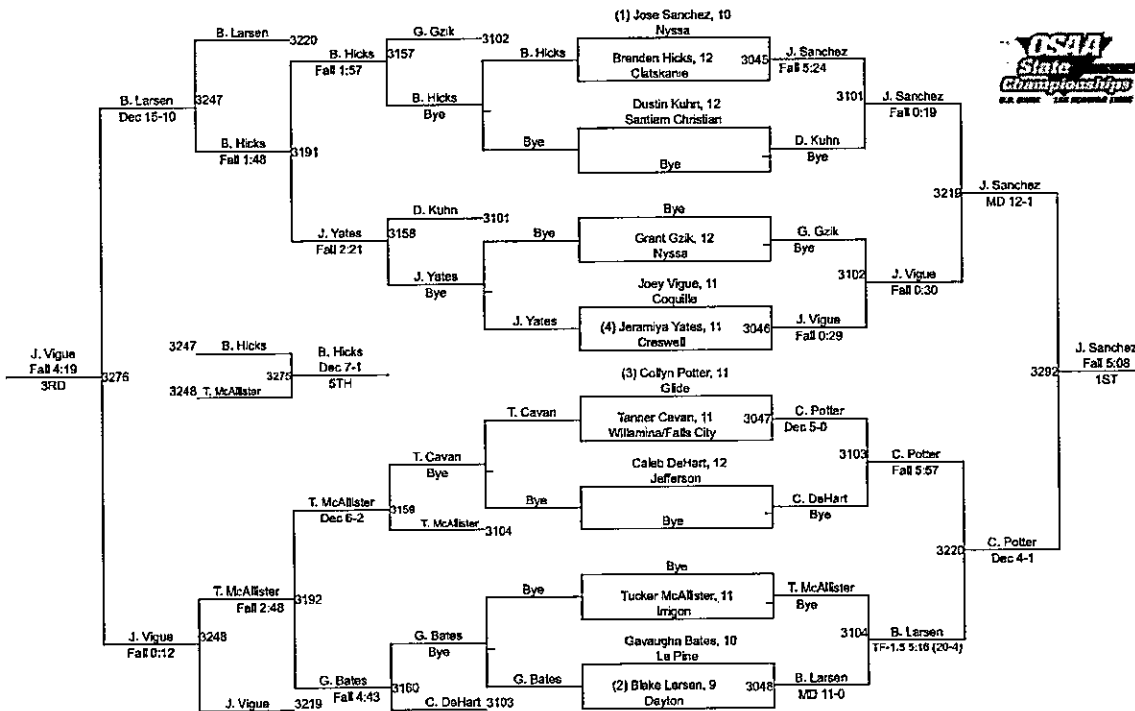 OSAA
State
Championships
(1) Jose Sanchez, 10
Nyssa
B. Larsen
3220
G. Gzik
3102
B. Hicks
3157
Fall 1:57
B. Hicks
Brenden Hicks, 12
Clatskanie
3045
J. Sanchez
Fall 5:24
B. Larsen
Dec 15-10
3247
B. Hicks
Bye
Dustin Kuhn, 12
Santiam Christian
3101
J. Sanchez
Fall 0:19
B. Hicks
Fall 1:48
3191
Bye
Bye
D. Kuhn
Bye
3219
J. Sanchez
MD 12-1
D. Kuhn
3101
J. Yates
Fall 2:21
3158
Bye
Bye
Grant Gzik, 12
Nyssa
G. Gzik
Bye
J. Yates
Bye
Joey Vigue, 11
Coquille
3102
J. Vigue
Fall 0:30
J. Yates
(4) Jeramiya Yates, 11
Creswell
3046
J. Vigue
Fall 0:29
J. Vigue
Fall 4:19
3RD
3276
3247
B. Hicks
3275
B. Hicks
Dec 7-1
5TH
3248
T. McAllister
J. Sanchez
Fall 5:08
1ST
3292
(3) Collyn Potter, 11
Glide
T. Cavan
Tanner Cavan, 11
Willamina/Falls City
3047
C. Potter
Dec 5-0
T. Cavan
Bye
Caleb DeHart, 12
Jefferson
3103
C. Potter
Fall 5:57
T. McAllister
Dec 6-2
3159
Bye
Bye
C. DeHart
Bye
T. McAllister
3104
3220
C. Potter
Dec 4-1
Bye
Bye
T. McAllister
Fall 2:48
3192
Tucker McAllister, 11
Irrigon
T. McAllister
Bye
J. Vigue
Fall 0:12
3248
G. Bates
Bye
Gavaughn Bates, 10
La Pine
3104
B. Larsen
TF-1.5 5:16 (20-4)
G. Bates
Fall 4:43
3160
G. Bates
(2) Blake Larsen, 9
Dayton
3048
B. Larsen
MD 11-0
J. Vigue
3219
C. DeHart
3103